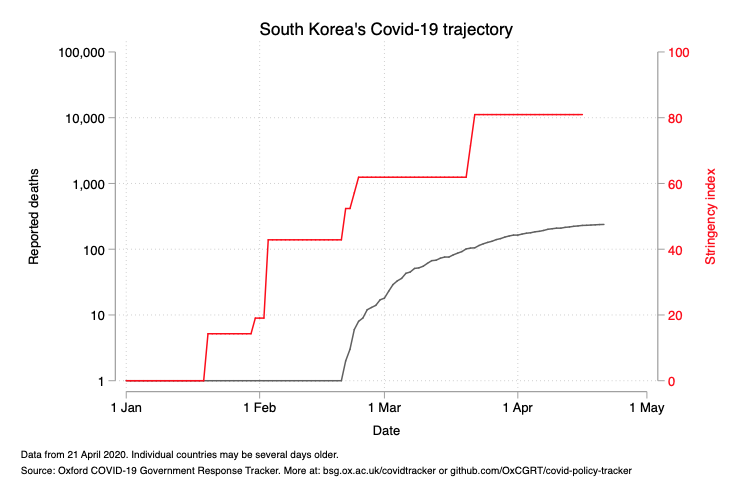 South Korea's Covid-19 trajectory
100,000
10,000
1,000
100
10
1
Reported deaths
100
80
60
40
20
0
Stringency index
1 Jan
1 Feb
1 Mar
1 Apr
1 May
Date
Data from 21 April 2020. Individual countries may be several days older.
Source: Oxford COVID-19 Government Response Tracker. More at: bsg.ox.ac.uk/covidtracker or github.com/OxCGRT/covid-policy-tracker